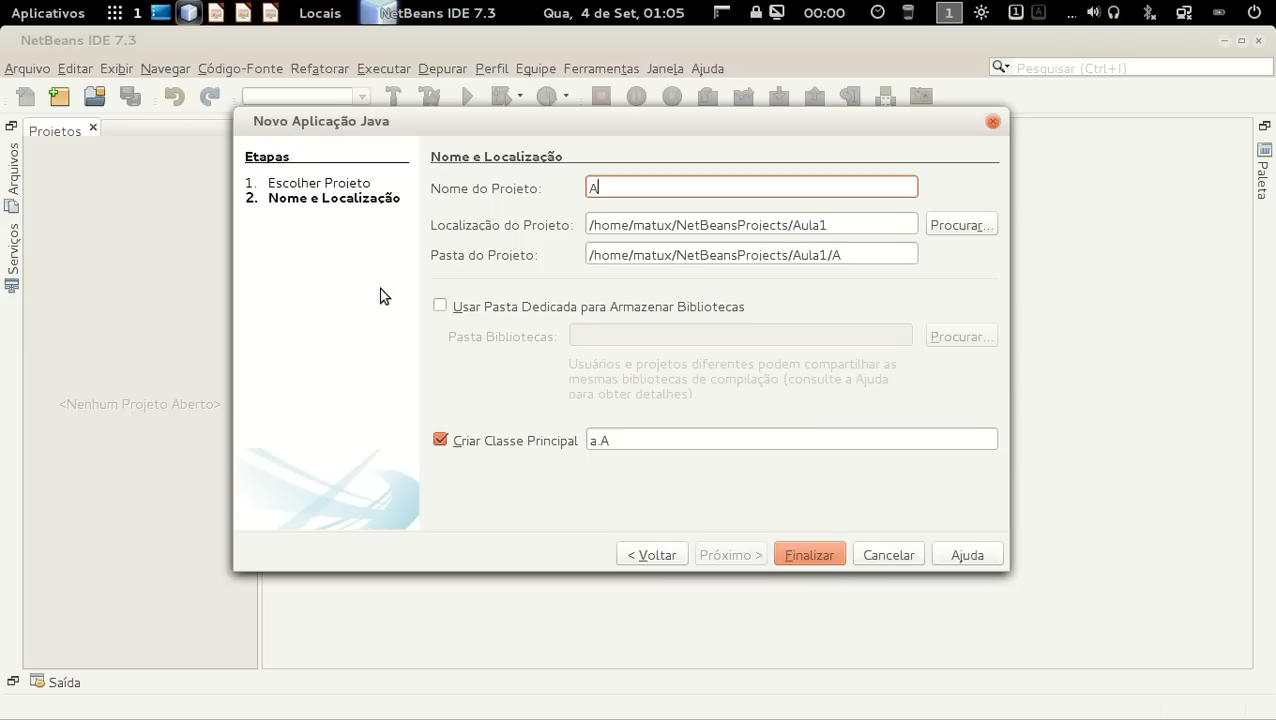 Aplicativos 1 Locais NetBeans IDE 7.3 Qua, 4 de Set, 01:05 00:00 1 1 A ...
NetBeans IDE 7.3
Arquivo Editar Exibir Navegar Código-Fonte Refatorar Executar Depurar Perfil Equipe Ferramentas Janela Ajuda Pesquisar (Ctrl+I)
Projetos
Arquivos
Serviços
<Nenhum Projeto Aberto>
Novo Aplicação Java
Etapas
1. Escolher Projeto
2. Nome e Localização
Nome e Localização
Nome do Projeto: A
Localização do Projeto: /home/matux/NetBeansProjects/Aula1 Procurar...
Pasta do Projeto: /home/matux/NetBeansProjects/Aula1/A
Usar Pasta Dedicada para Armazenar Bibliotecas
Pasta Bibliotecas: Procurar...
Usuários e projetos diferentes podem compartilhar as
mesmas bibliotecas de compilação (consulte a Ajuda
para obter detalhes).
Criar Classe Principal a.A
< Voltar Próximo > Finalizar Cancelar Ajuda
Paleta
Saída